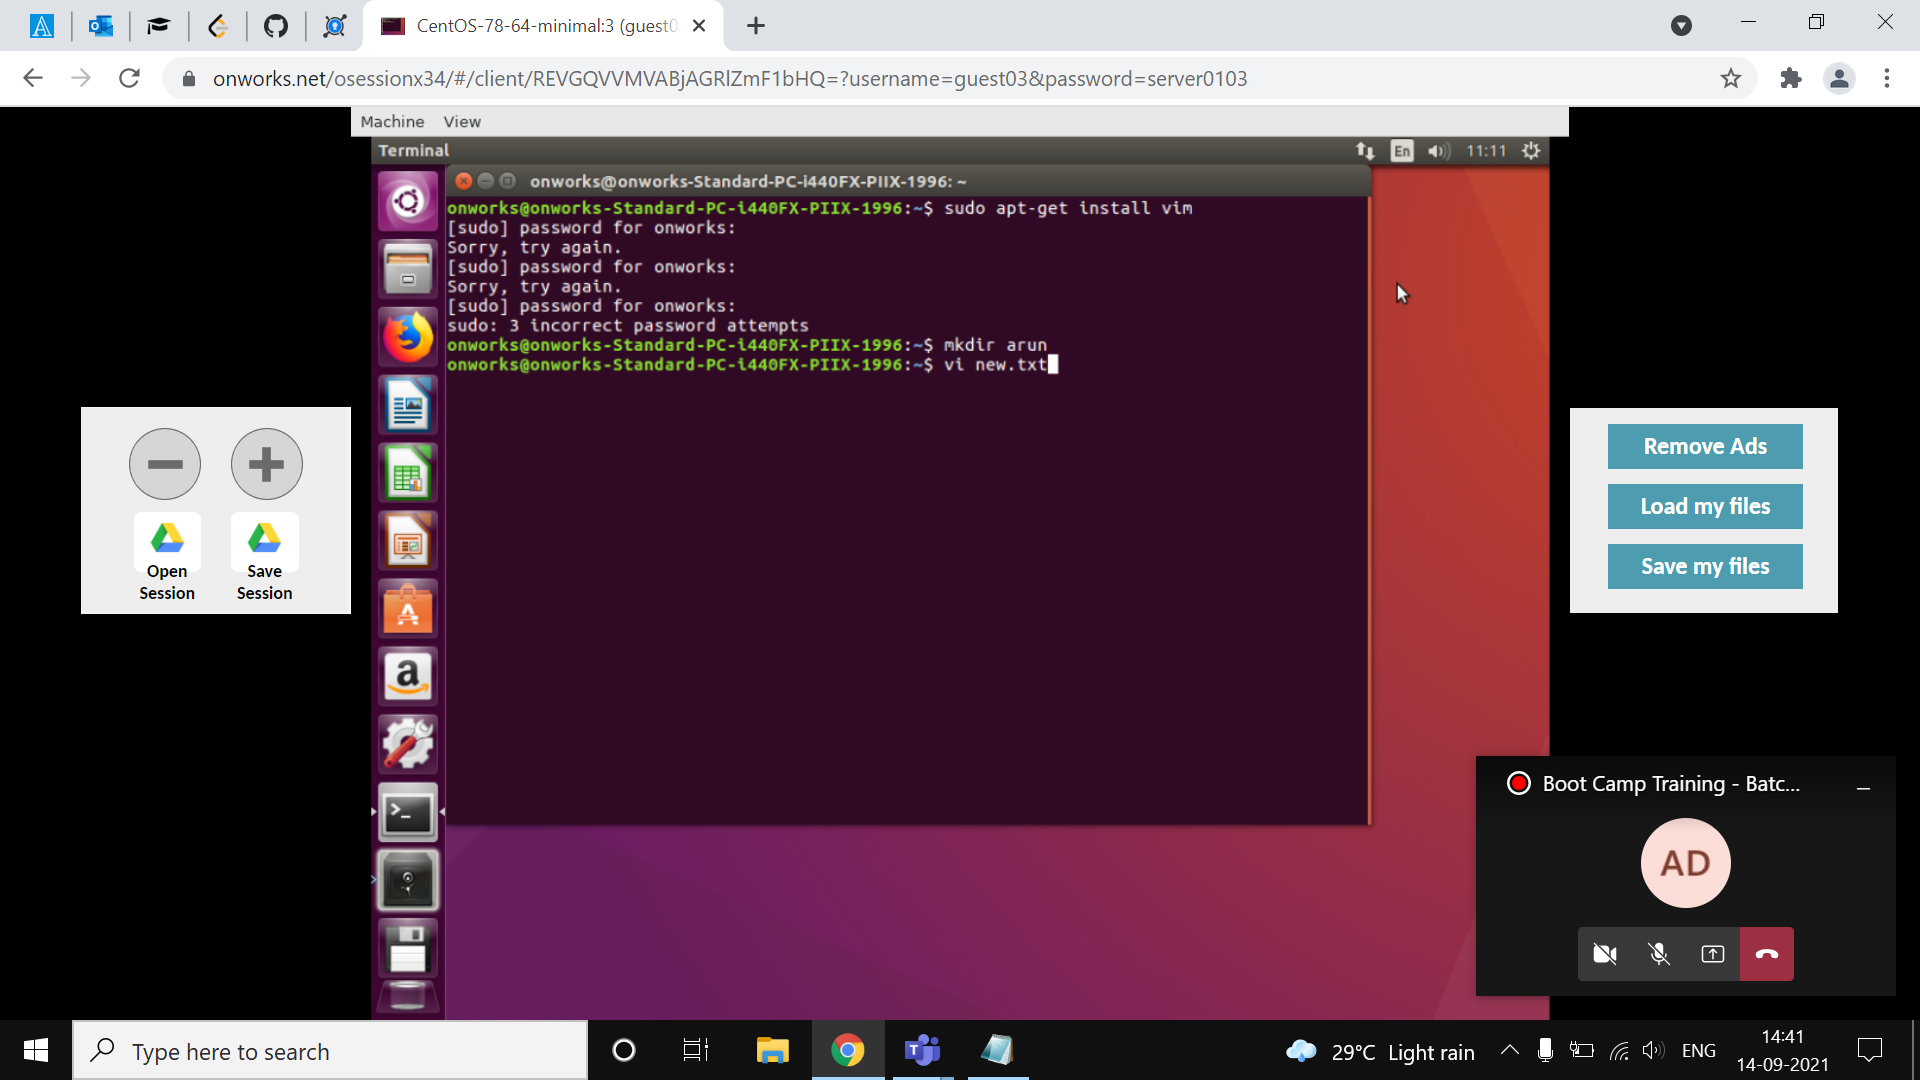 CentOS-78-64-minimal:3 (guest0
onworks.net/osessionx34/#/client/REVGQVVMVABjAGRlZmF1bHQ=?username=guest03&password=server0103
Machine View
Terminal
En
11:11
onworks@onworks-Standard-PC-i440FX-PIIX-1996: ~
onworks@onworks-Standard-PC-i440FX-PIIX-1996:~$ sudo apt-get install vim
[sudo] password for onworks:
Sorry, try again.
[sudo] password for onworks:
Sorry, try again.
[sudo] password for onworks:
sudo: 3 incorrect password attempts
onworks@onworks-Standard-PC-i440FX-PIIX-1996:~$ mkdir arun
onworks@onworks-Standard-PC-i440FX-PIIX-1996:~$ vi new.txt
Open
Session
Save
Session
Remove Ads
Load my files
Save my files
Boot Camp Training - Batc...
AD
Type here to search
29°C Light rain
ENG
14:41
14-09-2021